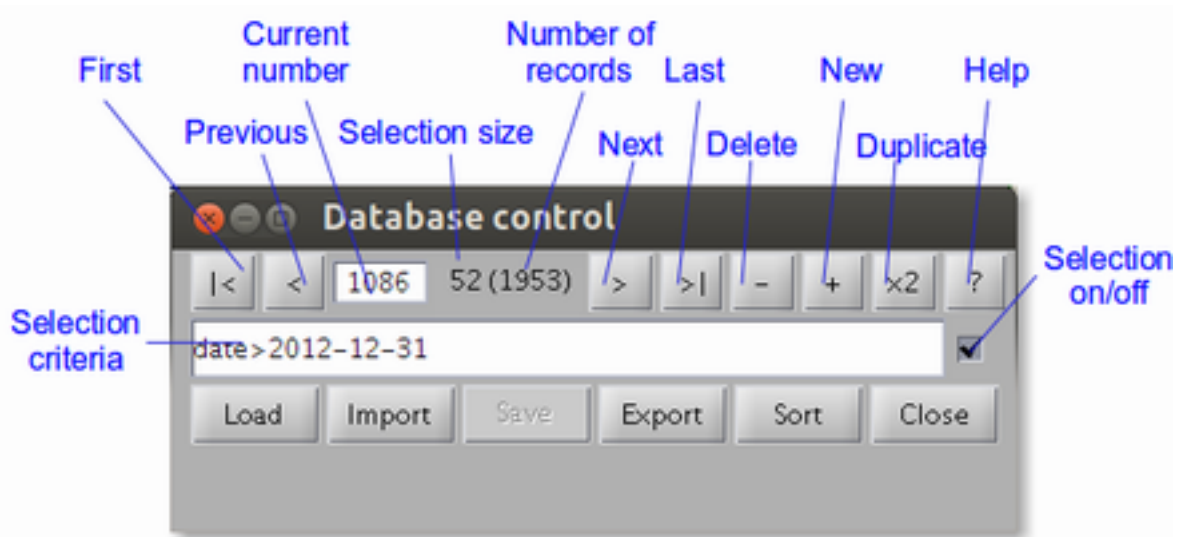 Current
number
Number of
records
First
Last
New
Help
Previous
Selection size
Next
Delete
Duplicate
Database control
|< < 1086 52 (1953) > >| - + ×2 ?
Selection
on/off
Selection
criteria
date>2012-12-31
Load Import Save Export Sort Close